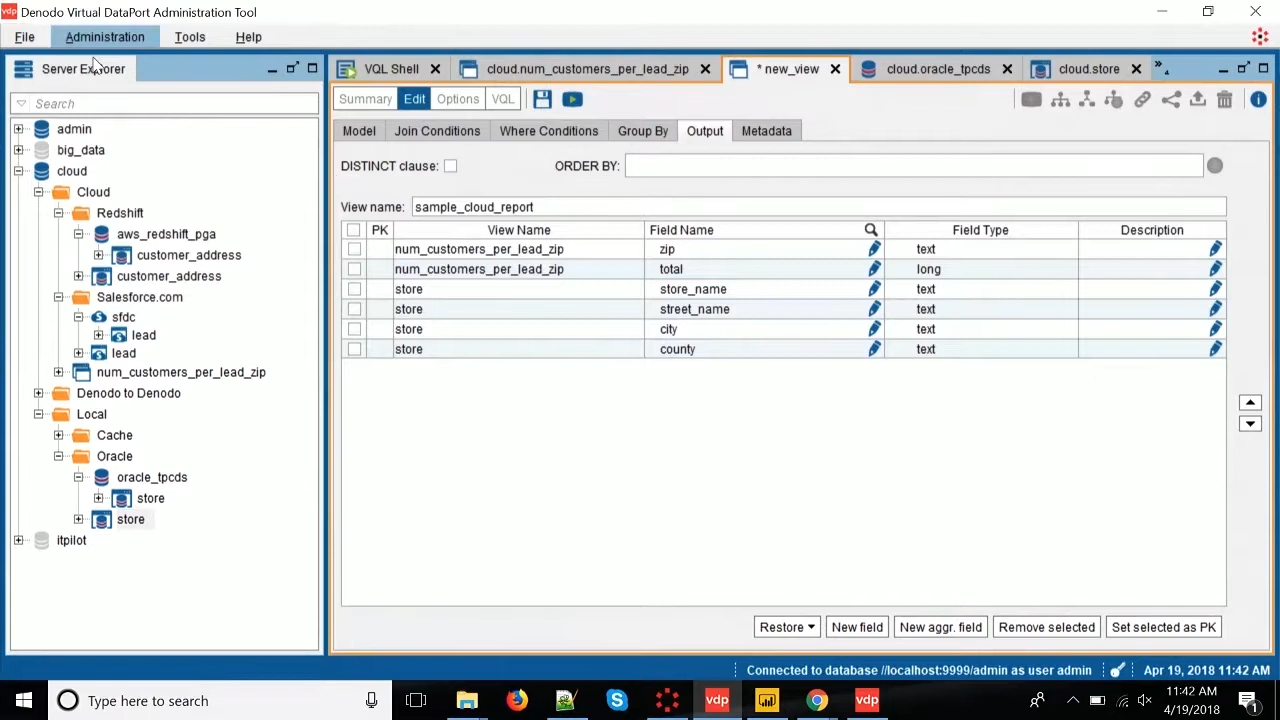 vdp Denodo Virtual DataPort Administration Tool
File Administration Tools Help
Server Explorer
Search
admin
big_data
cloud
Cloud
Redshift
aws_redshift_pga
customer_address
customer_address
Salesforce.com
sfdc
lead
lead
num_customers_per_lead_zip
Denodo to Denodo
Local
Cache
Oracle
oracle_tpcds
store
store
itpilot
VQL Shell cloud.num_customers_per_lead_zip * new_view cloud.oracle_tpcds cloud.store
Summary Edit Options VQL
Model Join Conditions Where Conditions Group By Output Metadata
DISTINCT clause: ORDER BY:
View name: sample_cloud_report
PK View Name Field Name Field Type Description
num_customers_per_lead_zip zip text
num_customers_per_lead_zip total long
store store_name text
store street_name text
store city text
store county text
Restore New field New aggr. field Remove selected Set selected as PK
Connected to database //localhost:9999/admin as user admin Apr 19, 2018 11:42 AM
Type here to search vdp vdp 11:42 AM
4/19/2018 1